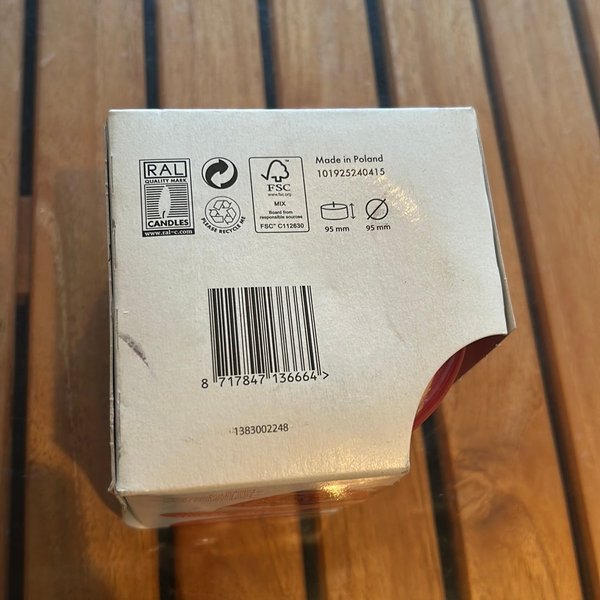 RAL
QUALITY MARK
CANDLES
www.ral-c.com
PLEASE RECYCLE ME
FSC
www.fsc.org
MIX
Board from
responsible sources
FSC™ C112630
Made in Poland
101925240415
95 mm
95 mm
8 717847 136664 >
1383002248